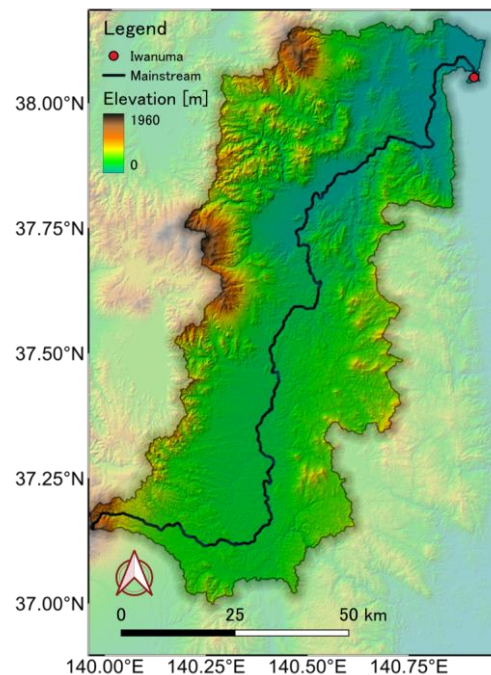 Legend
Iwanuma
Mainstream
Elevation [m]
1960
0
38.00°N
37.75°N
37.50°N
37.25°N
37.00°N
0 25 50 km
140.00°E 140.25°E 140.50°E 140.75°E